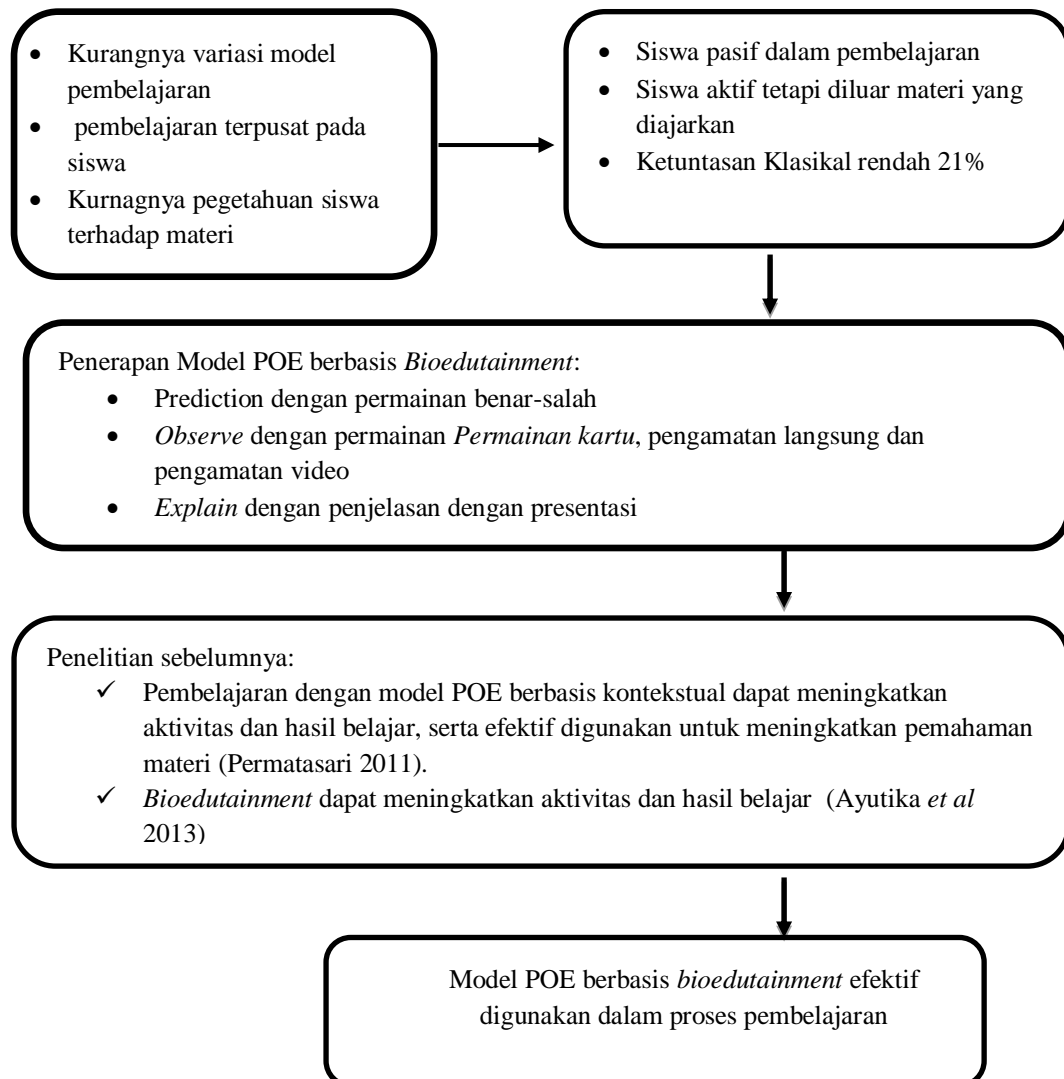 • Kurangnya variasi model
pembelajaran
• pembelajaran terpusat pada
siswa
• Kurnagnya pegetahuan siswa
terhadap materi
• Siswa pasif dalam pembelajaran
• Siswa aktif tetapi diluar materi yang
diajarkan
• Ketuntasan Klasikal rendah 21%
Penerapan Model POE berbasis Bioedutainment:
• Prediction dengan permainan benar-salah
• Observe dengan permainan Permainan kartu, pengamatan langsung dan
pengamatan video
• Explain dengan penjelasan dengan presentasi
Penelitian sebelumnya:
✓ Pembelajaran dengan model POE berbasis kontekstual dapat meningkatkan
aktivitas dan hasil belajar, serta efektif digunakan untuk meningkatkan pemahaman
materi (Permatasari 2011).
✓ Bioedutainment dapat meningkatkan aktivitas dan hasil belajar (Ayutika et al
2013)
Model POE berbasis bioedutainment efektif
digunakan dalam proses pembelajaran